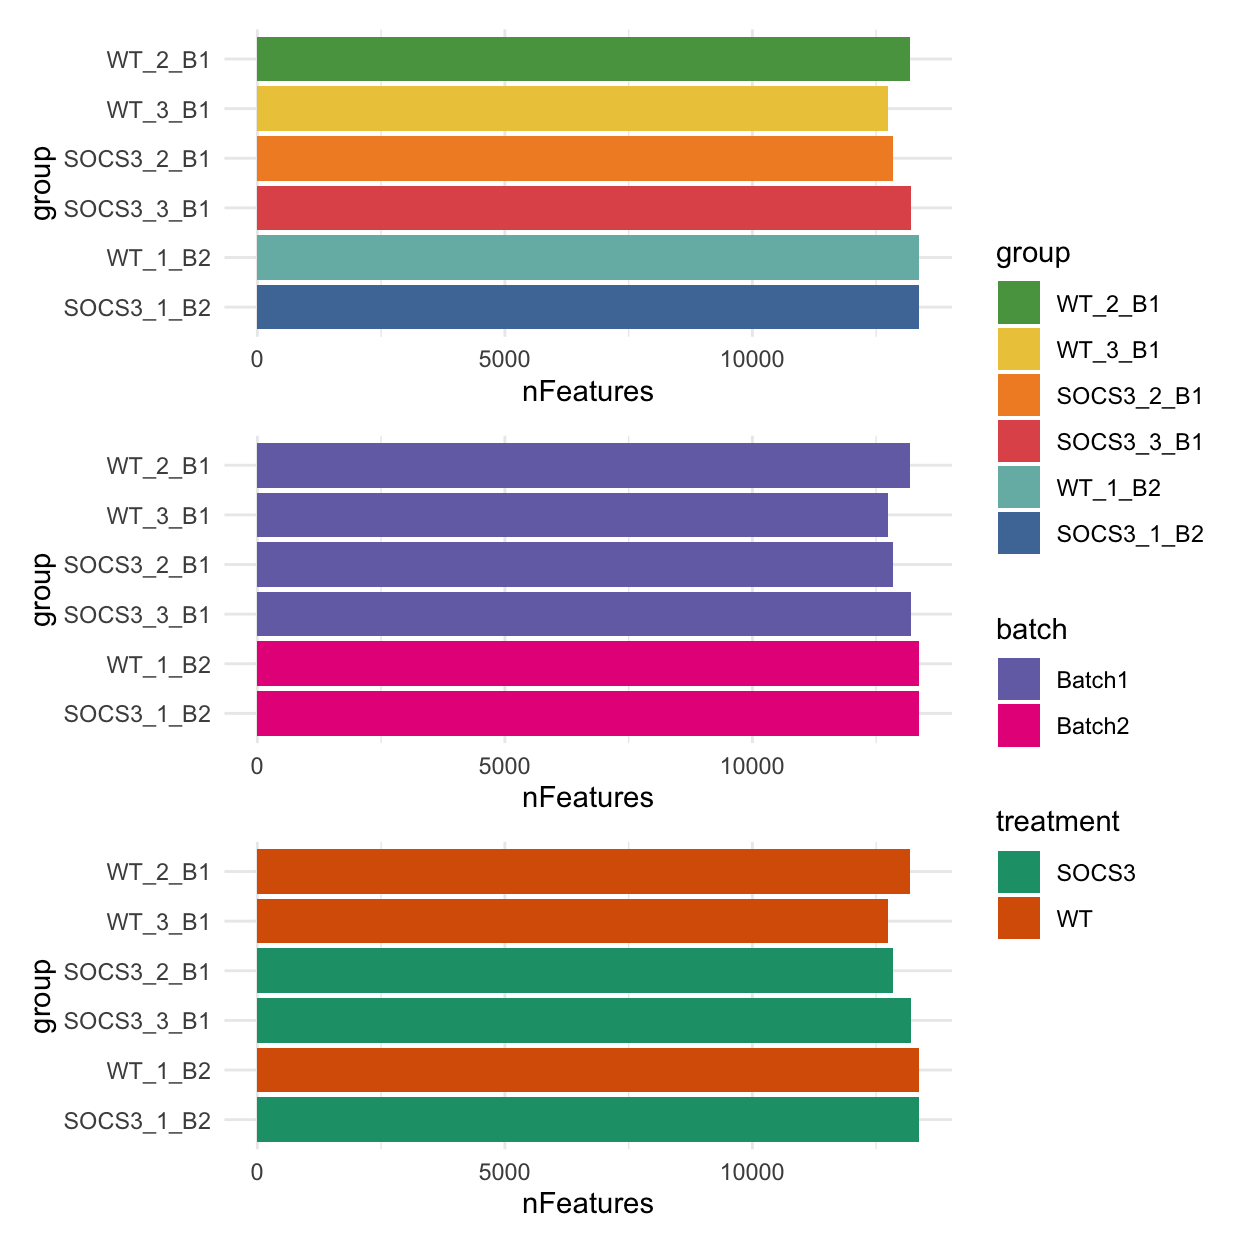 WT_2_B1
WT_3_B1
SOCS3_2_B1
SOCS3_3_B1
WT_1_B2
SOCS3_1_B2
group
0 5000 10000
nFeatures
WT_2_B1
WT_3_B1
SOCS3_2_B1
SOCS3_3_B1
WT_1_B2
SOCS3_1_B2
group
0 5000 10000
nFeatures
WT_2_B1
WT_3_B1
SOCS3_2_B1
SOCS3_3_B1
WT_1_B2
SOCS3_1_B2
group
0 5000 10000
nFeatures
group
WT_2_B1
WT_3_B1
SOCS3_2_B1
SOCS3_3_B1
WT_1_B2
SOCS3_1_B2
batch
Batch1
Batch2
treatment
SOCS3
WT